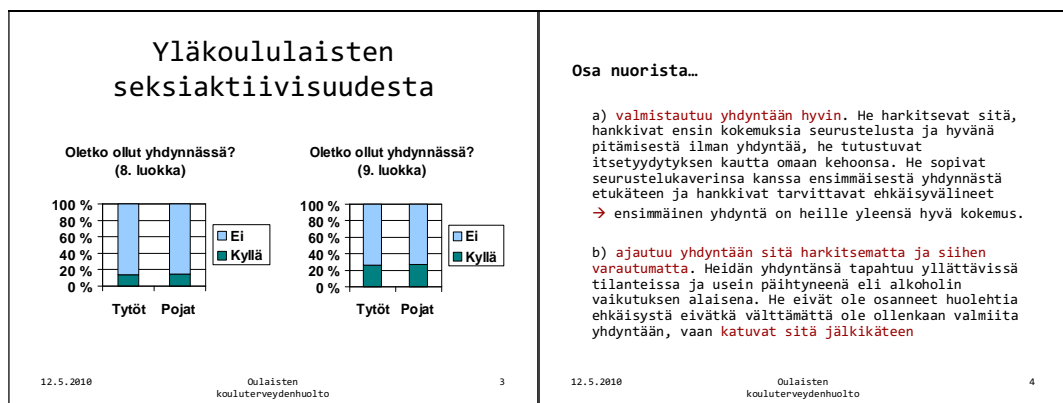 Yläkoululaisten
seksiaktiivisuudesta
Oletko ollut yhdynnässä?
(8. luokka)
100 %
80 %
60 %
40 %
20 %
0 %
Tytöt Pojat
Ei
Kyllä
Oletko ollut yhdynnässä?
(9. luokka)
100 %
80 %
60 %
40 %
20 %
0 %
Tytöt Pojat
Ei
Kyllä
12.5.2010
Oulaisten
kouluterveydenhuolto
3
Osa nuorista…
a) valmistautuu yhdyntään hyvin. He harkitsevat sitä,
hankkivat ensin kokemuksia seurustelusta ja hyvänä
pitämisestä ilman yhdyntää, he tutustuvat
itsetyydytyksen kautta omaan kehoonsa. He sopivat
seurustelukaverinsa kanssa ensimmäisestä yhdynnästä
etukäteen ja hankkivat tarvittavat ehkäisyvälineet
→ ensimmäinen yhdyntä on heille yleensä hyvä kokemus.
b) ajautuu yhdyntään sitä harkitsematta ja siihen
varautumatta. Heidän yhdyntänsä tapahtuu yllättävissä
tilanteissa ja usein päihtyneenä eli alkoholin
vaikutuksen alaisena. He eivät ole osanneet huolehtia
ehkäisystä eivätkä välttämättä ole ollenkaan valmiita
yhdyntään, vaan katuvat sitä jälkikäteen
12.5.2010
Oulaisten
kouluterveydenhuolto
4